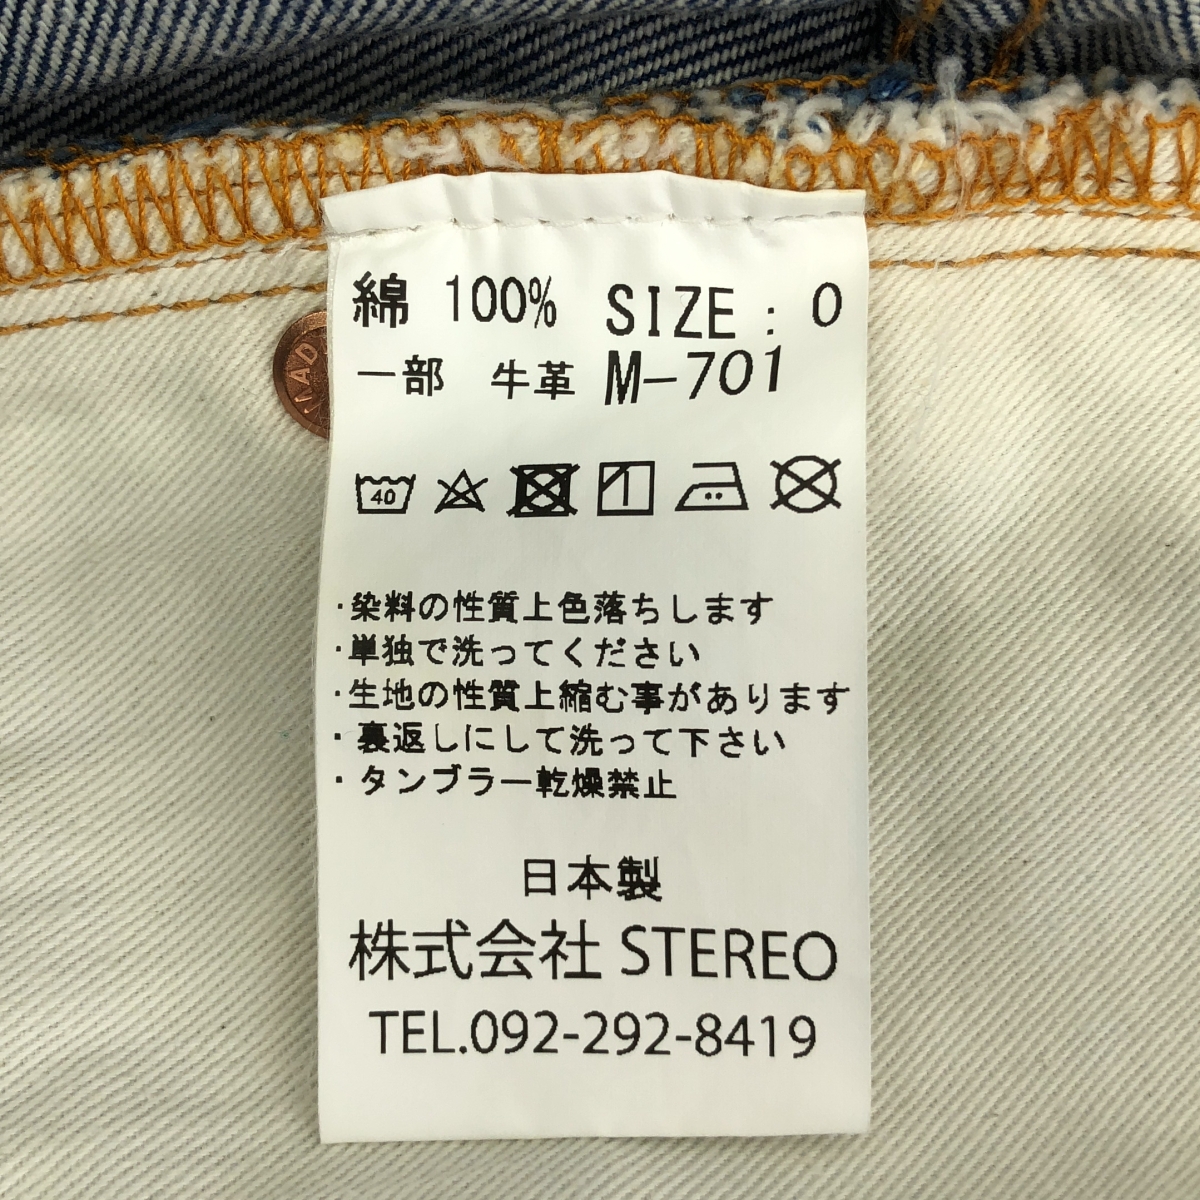 綿 100% SIZE : 0
一部 牛革 M-701
40
・染料の性質上色落ちします
・単独で洗ってください
・生地の性質上縮む事があります
・裏返しにして洗って下さい
・タンブラー乾燥禁止
日本製
株式会社 STEREO
TEL.092-292-8419